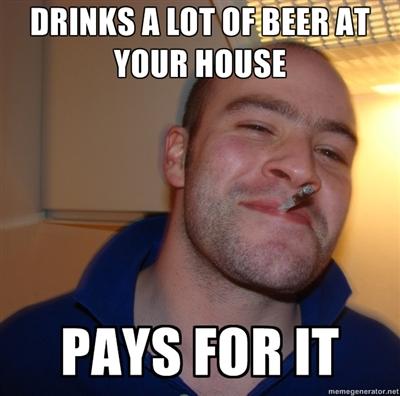 DRINKS A LOT OF BEER AT
YOUR HOUSE
PAYS FOR IT
memegenerator.net